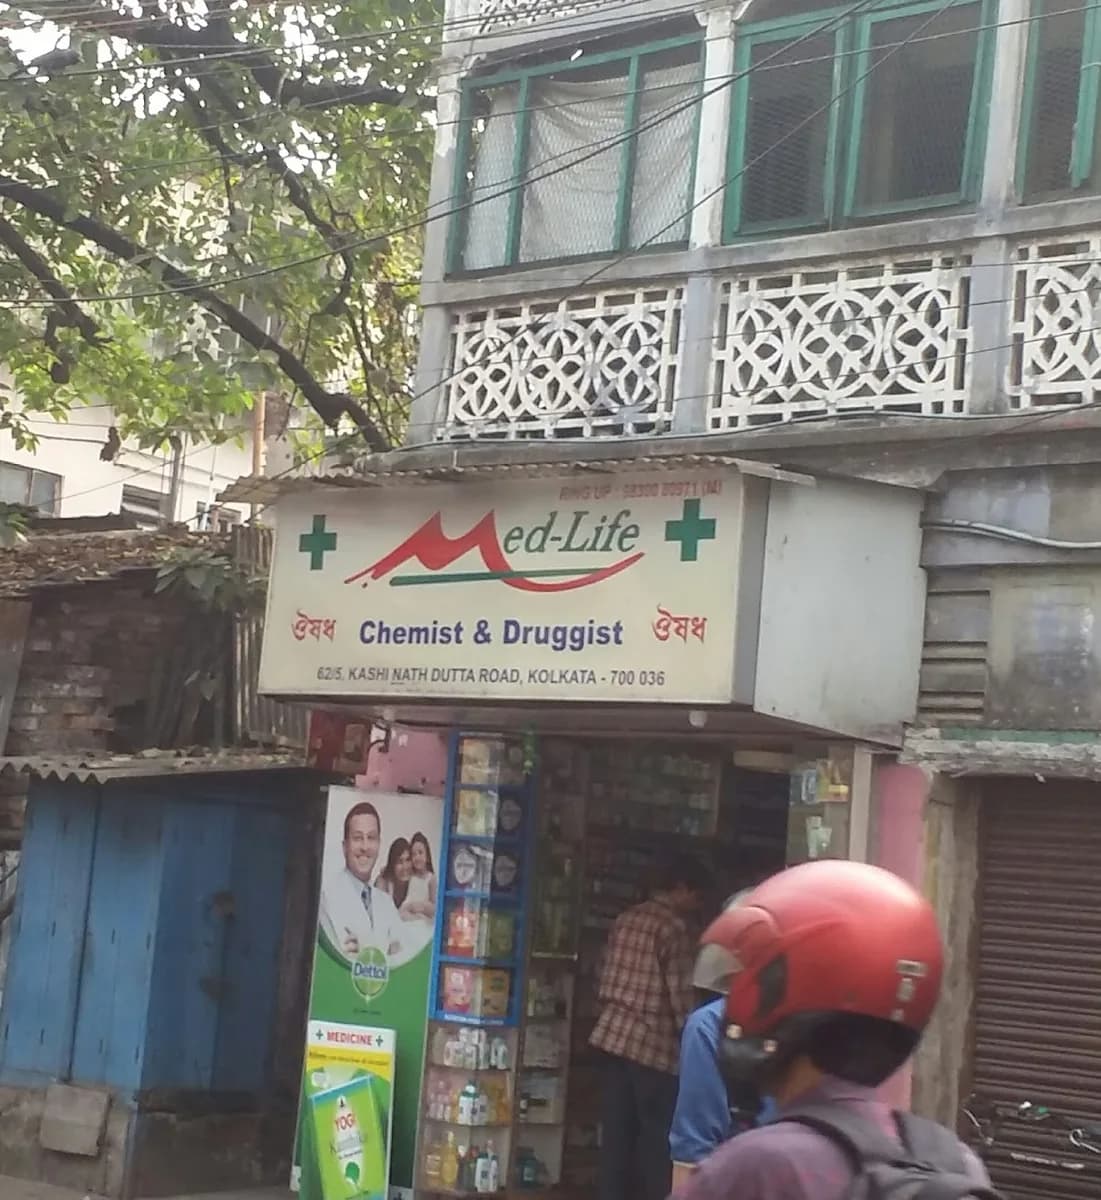 RING UP : 98300 80971 (M)
Med-Life
ঔষধ Chemist & Druggist ঔষধ
62/5, KASHI NATH DUTTA ROAD, KOLKATA - 700 036
Dettol
MEDICINE
YOGI